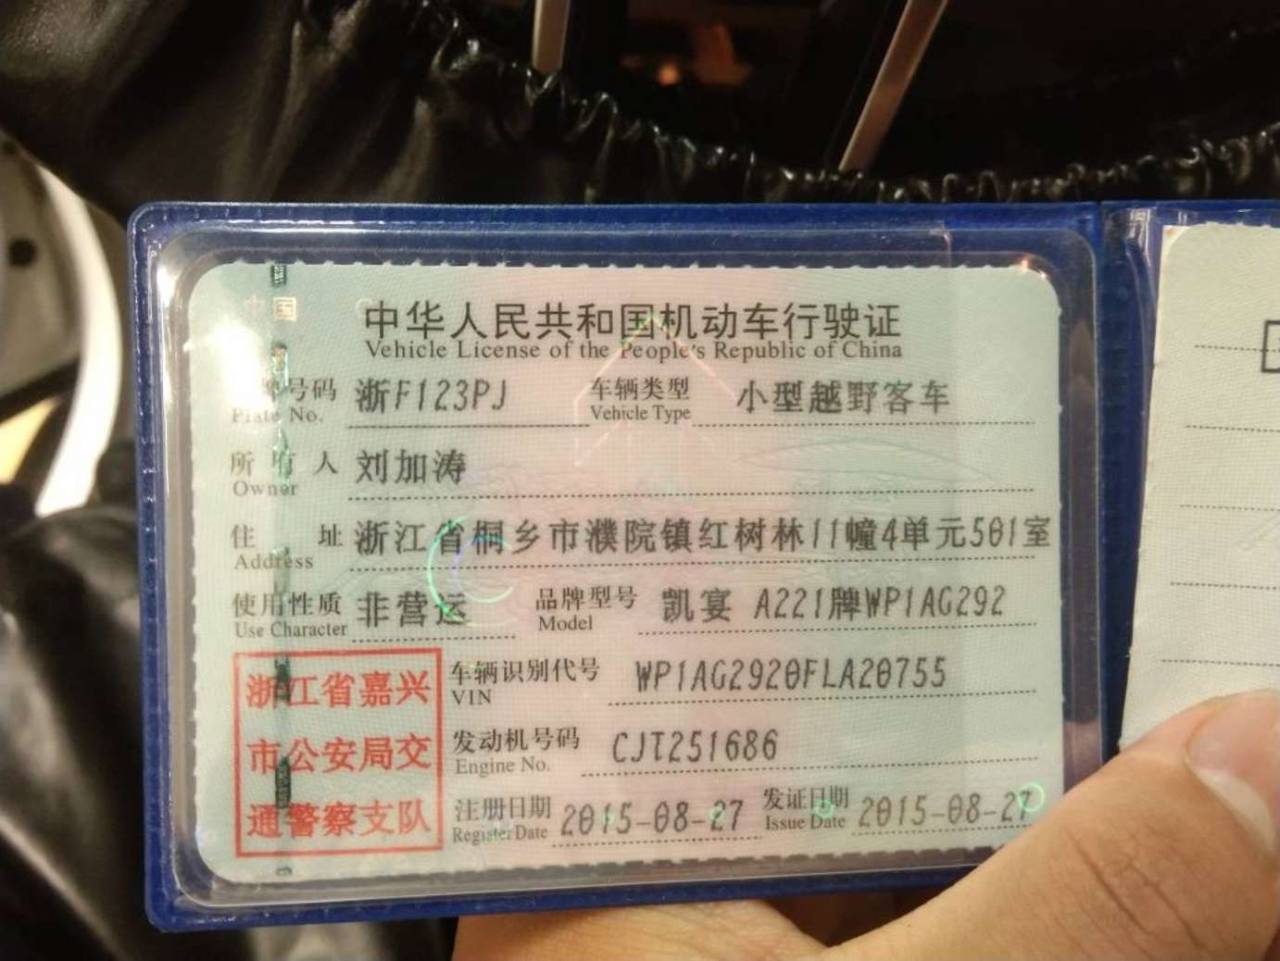 中国
中华人民共和国机动车行驶证
Vehicle License of the People's Republic of China
号牌号码 浙F123PJ 车辆类型 小型越野客车
Plate No. Vehicle Type
所有人 刘加涛
Owner
住址 浙江省桐乡市濮院镇红树林11幢4单元501室
Address
使用性质 非营运 品牌型号 凯宴 A221牌WP1AG292
Use Character Model
浙江省嘉兴
市公安局交
通警察支队
车辆识别代号 WP1AG2920FLA20755
VIN
发动机号码 CJT251686
Engine No.
注册日期 2015-08-27 发证日期 2015-08-27
Register Date Issue Date